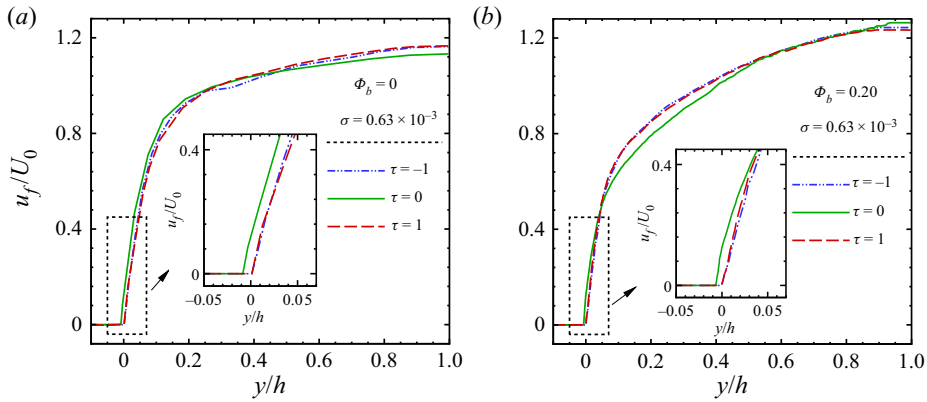 (a)
1.2
0.8
0.4
0
u_f/U_0
Φ_b = 0
σ = 0.63 × 10^{-3}
τ = –1
τ = 0
τ = 1
0.4
0
u_f/U_0
–0.05 0 0.05
y/h
0 0.2 0.4 0.6 0.8 1.0
y/h
(b)
1.2
0.8
0.4
0
Φ_b = 0.20
σ = 0.63 × 10^{-3}
τ = –1
τ = 0
τ = 1
0.4
0
u_f/U_0
–0.05 0 0.05
y/h
0 0.2 0.4 0.6 0.8 1.0
y/h